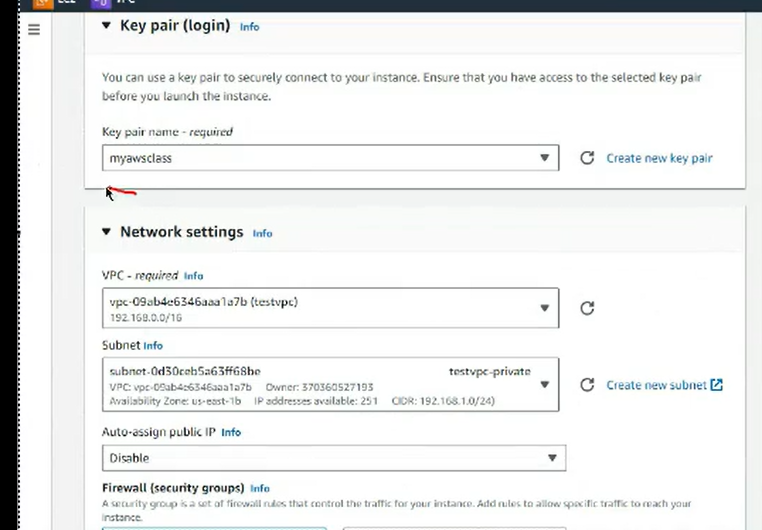 EC2 VPC
Key pair (login) Info
You can use a key pair to securely connect to your instance. Ensure that you have access to the selected key pair
before you launch the instance.
Key pair name - required
myawsclass
Create new key pair
Network settings Info
VPC - required Info
vpc-09ab4e6346aaa1a7b (testvpc)
192.168.0.0/16
Subnet Info
subnet-0d30ceb5a63ff68be testvpc-private
VPC: vpc-09ab4e6346aaa1a7b Owner: 370360527193
Availability Zone: us-east-1b IP addresses available: 251 CIDR: 192.168.1.0/24)
Create new subnet
Auto-assign public IP Info
Disable
Firewall (security groups) Info
A security group is a set of firewall rules that control the traffic for your instance. Add rules to allow specific traffic to reach your
instance.